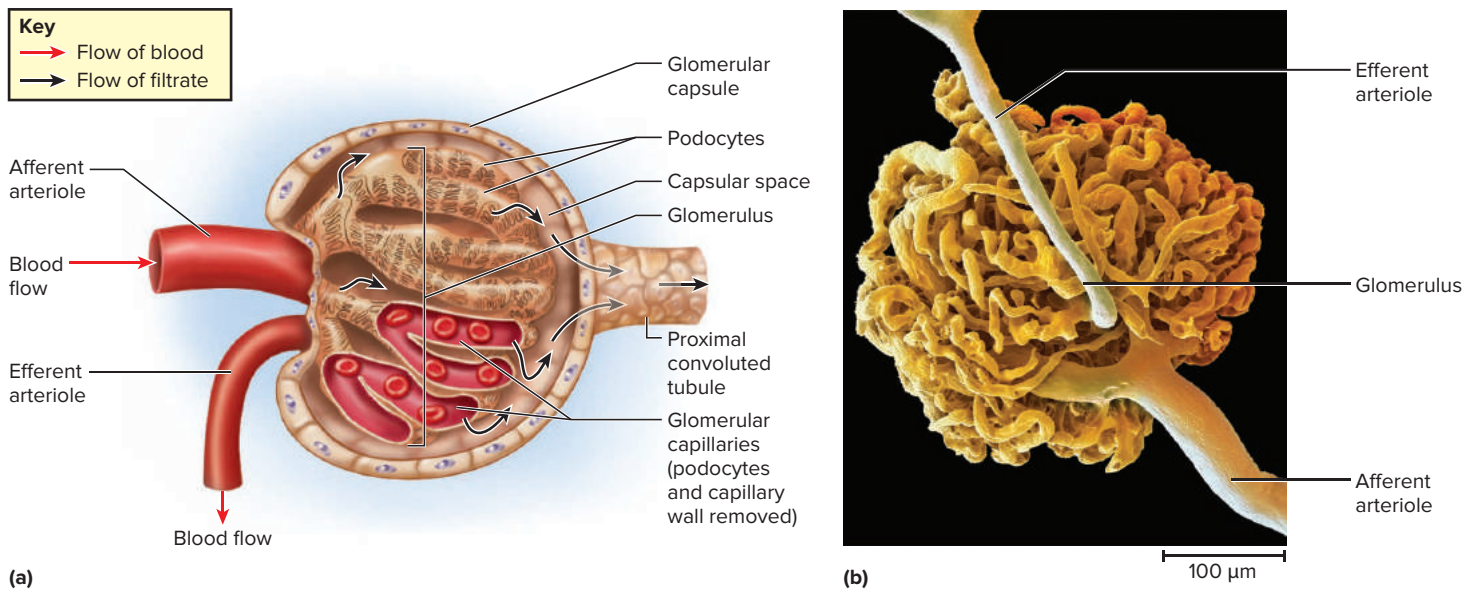 Key
Flow of blood
Flow of filtrate
Afferent
arteriole
Blood
flow
Efferent
arteriole
Blood flow
Glomerular
capsule
Podocytes
Capsular space
Glomerulus
Proximal
convoluted
tubule
Glomerular
capillaries
(podocytes
and capillary
wall removed)
(a)
Efferent
arteriole
Glomerulus
Afferent
arteriole
100 μm
(b)